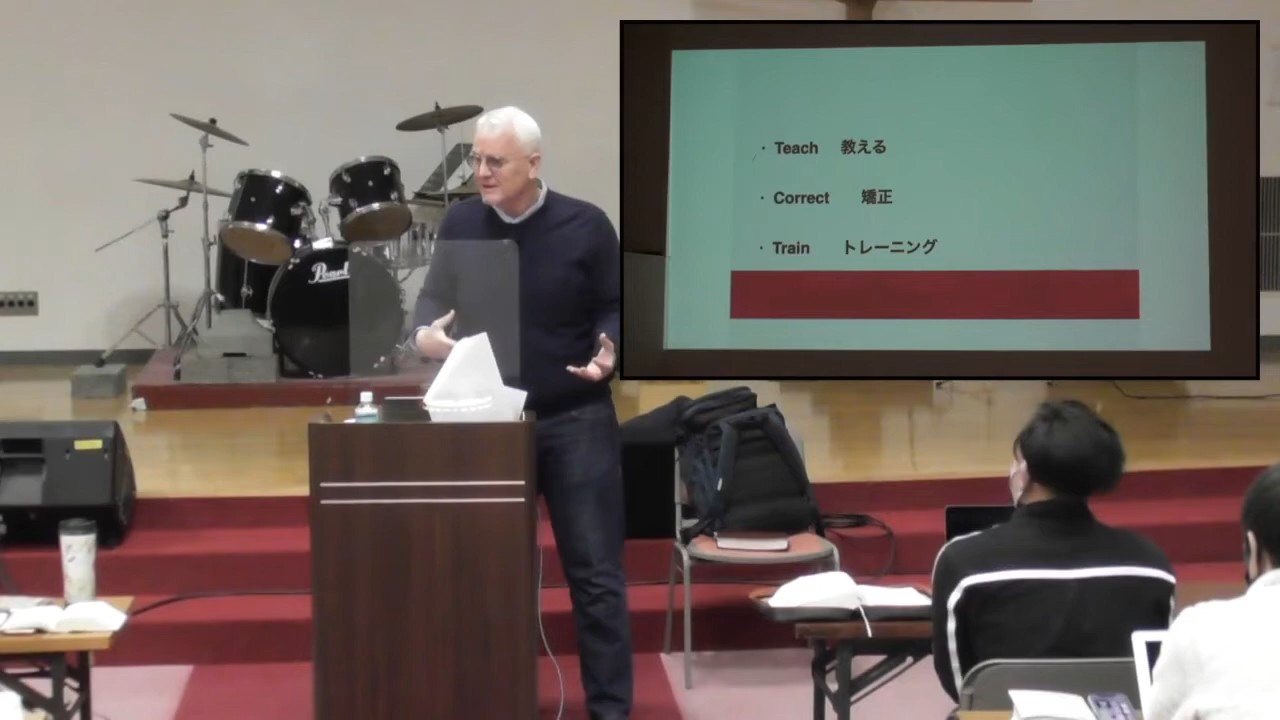 Pearl
· Teach 教える
· Correct 矯正
· Train トレーニング